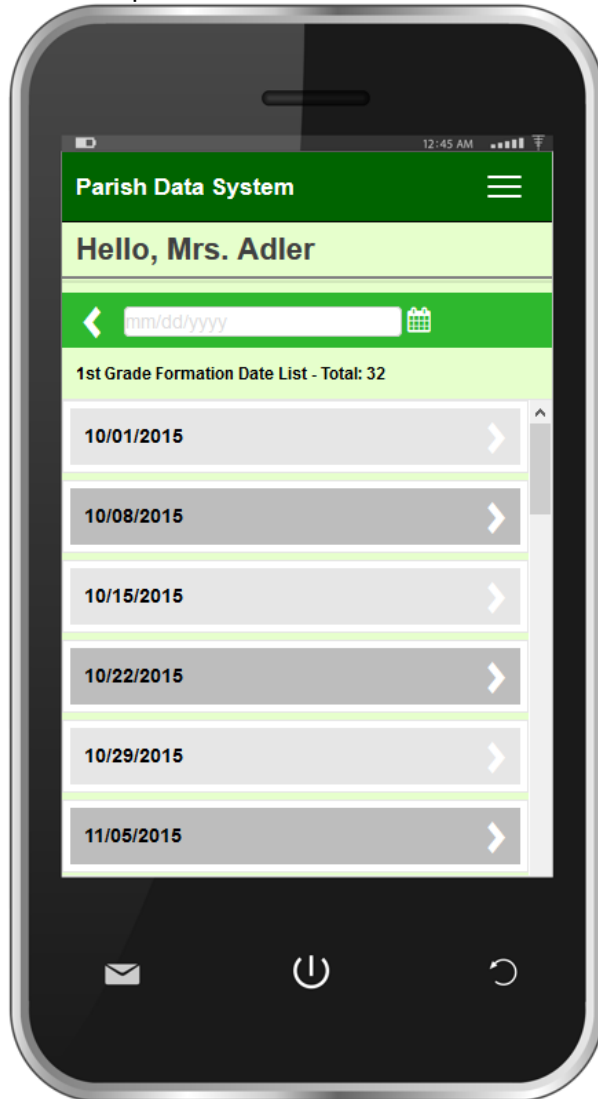 12:45 AM
Parish Data System
Hello, Mrs. Adler
mm/dd/yyyy
1st Grade Formation Date List - Total: 32
10/01/2015
10/08/2015
10/15/2015
10/22/2015
10/29/2015
11/05/2015